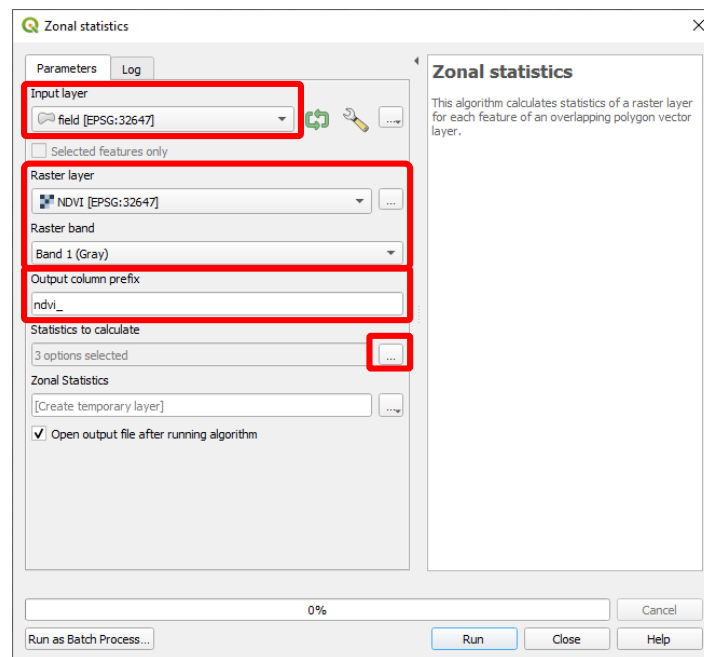 Zonal statistics
Parameters
Log
Input layer
field [EPSG:32647]
...
Selected features only
Raster layer
NDVI [EPSG:32647]
...
Raster band
Band 1 (Gray)
Output column prefix
ndvi_
Statistics to calculate
3 options selected
...
Zonal Statistics
[Create temporary layer]
...
Open output file after running algorithm
Zonal statistics
This algorithm calculates statistics of a raster layer
for each feature of an overlapping polygon vector
layer.
0%
Cancel
Run as Batch Process...
Run
Close
Help